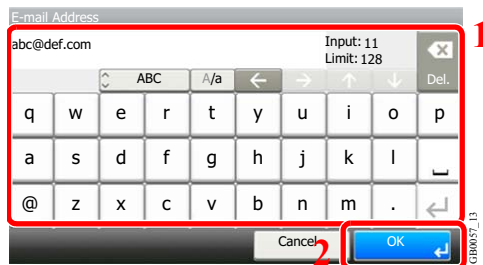 E-mail Address
abc@def.com
Input: 11
Limit: 128
1
Del.
ABC
A/a
q w e r t y u i o p
a s d f g h j k l
@ z x c v b n m .
Cancel
2
OK
GB0057_13